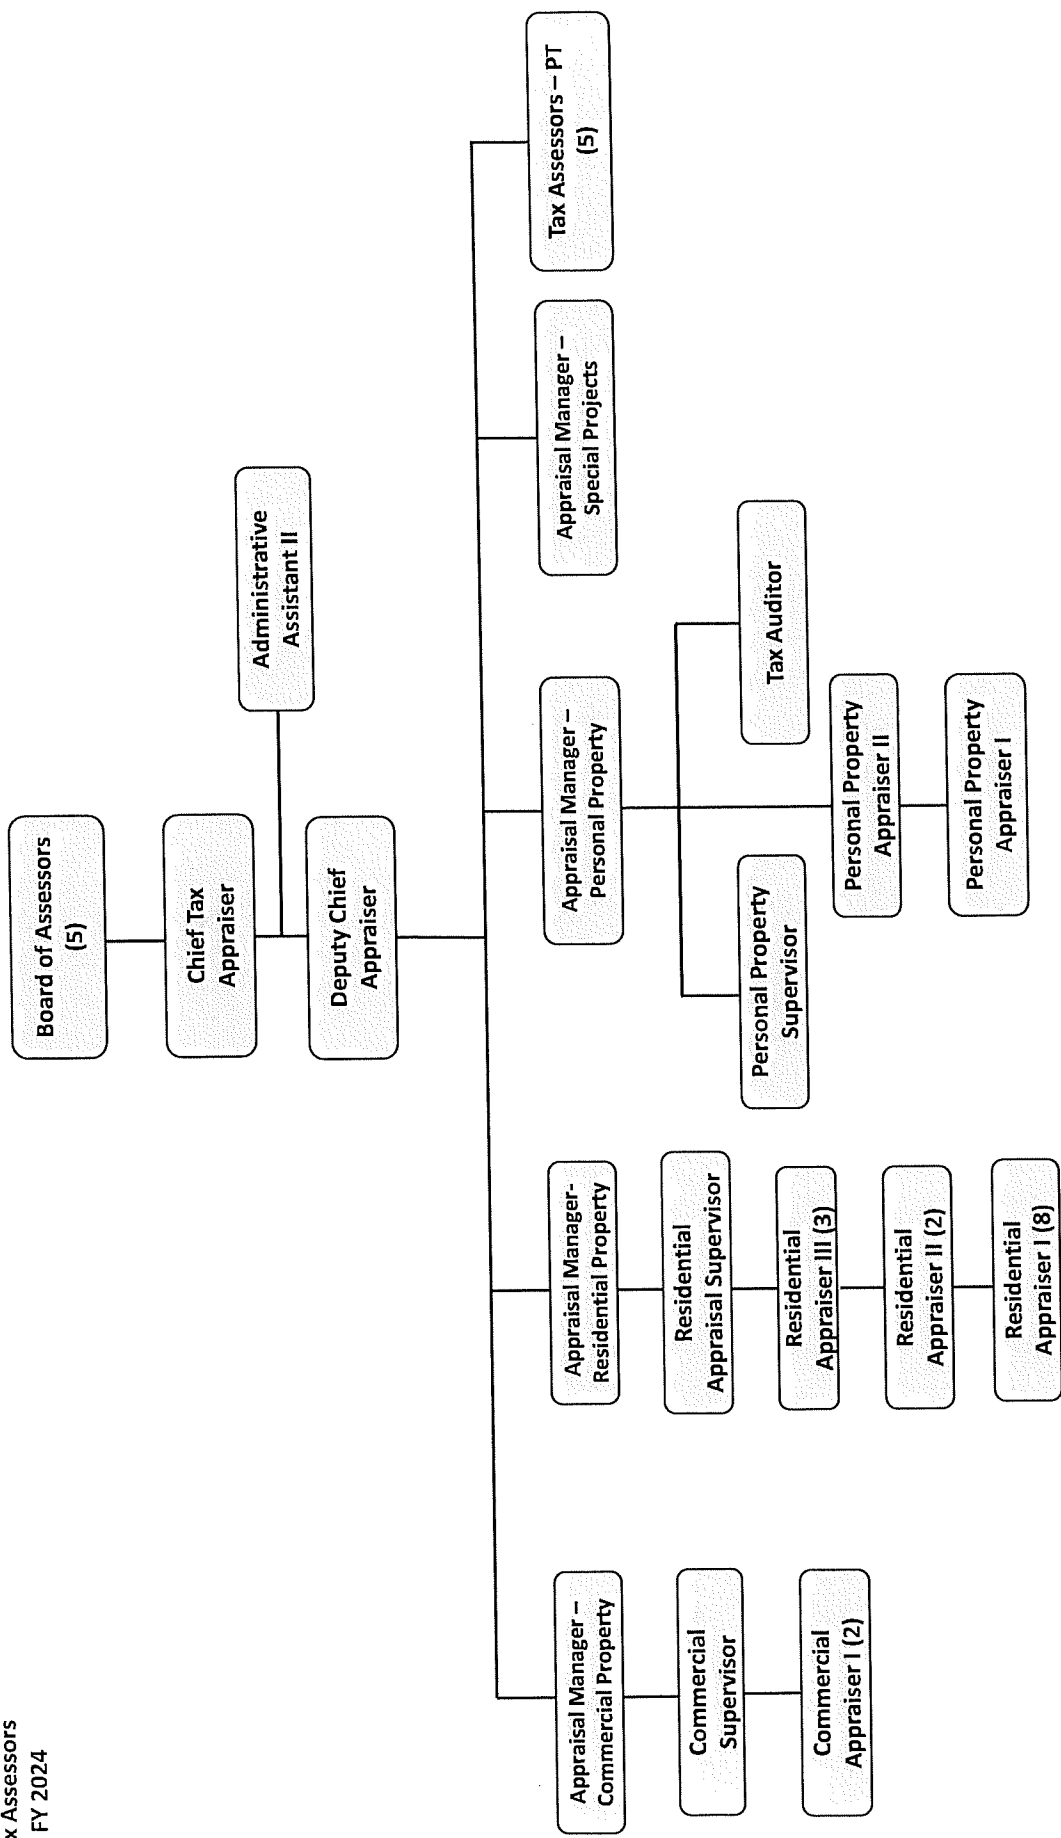 Assessors
FY 2024
Board of Assessors
(5)
Chief Tax
Appraiser
Administrative
Assistant II
Deputy Chief
Appraiser
Appraisal Manager –
Commercial Property
Commercial
Supervisor
Commercial
Appraiser I (2)
Appraisal Manager-
Residential Property
Residential
Appraisal Supervisor
Residential
Appraiser III (3)
Residential
Appraiser II (2)
Residential
Appraiser I (8)
Appraisal Manager –
Personal Property
Personal Property
Supervisor
Tax Auditor
Personal Property
Appraiser II
Personal Property
Appraiser I
Appraisal Manager –
Special Projects
Tax Assessors – PT
(5)